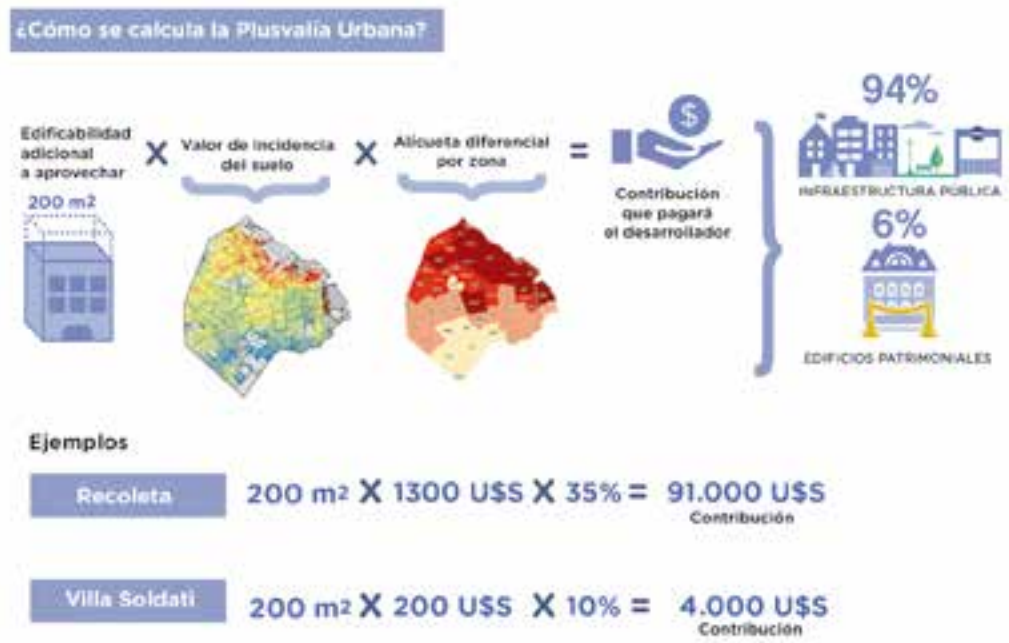 ¿Cómo se calcula la Plusvalía Urbana?
Edificabilidad
adicional
a aprovechar
200 m2
X
Valor de incidencia
del suelo
X
Alícuota diferencial
por zona
=
$
Contribución
que pagará
el desarrollador
94%
INFRAESTRUCTURA PÚBLICA
6%
EDIFICIOS PATRIMONIALES
Ejemplos
Recoleta
200 m2 X 1300 U$S X 35% = 91.000 U$S
Contribución
Villa Soldati
200 m2 X 200 U$S X 10% = 4.000 U$S
Contribución